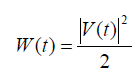 W(t) = |V(t)|² / 2